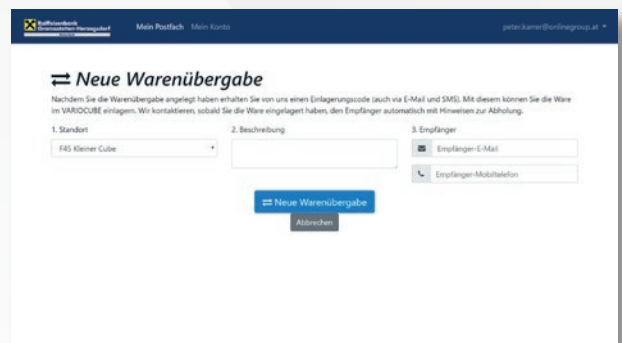 Raiffeisenbank
Gramastetten-Herzogsdorf
Mein Postfach Mein Konto
peter.karrer@onlinegroup.at
Neue Warenübergabe
Nachdem Sie die Warenübergabe angelegt haben erhalten Sie von uns einen Einlagerungscode (auch via E-Mail und SMS). Mit diesem können Sie die Ware
im VARIOCUBE einlagern. Wir kontaktieren, sobald Sie die Ware eingelagert haben, den Empfänger automatisch mit Hinweisen zur Abholung.
1. Standort 2. Beschreibung 3. Empfänger
F45 Kleiner Cube
Empfänger-E-Mail
Empfänger-Mobiltelefon
Neue Warenübergabe
Abbrechen